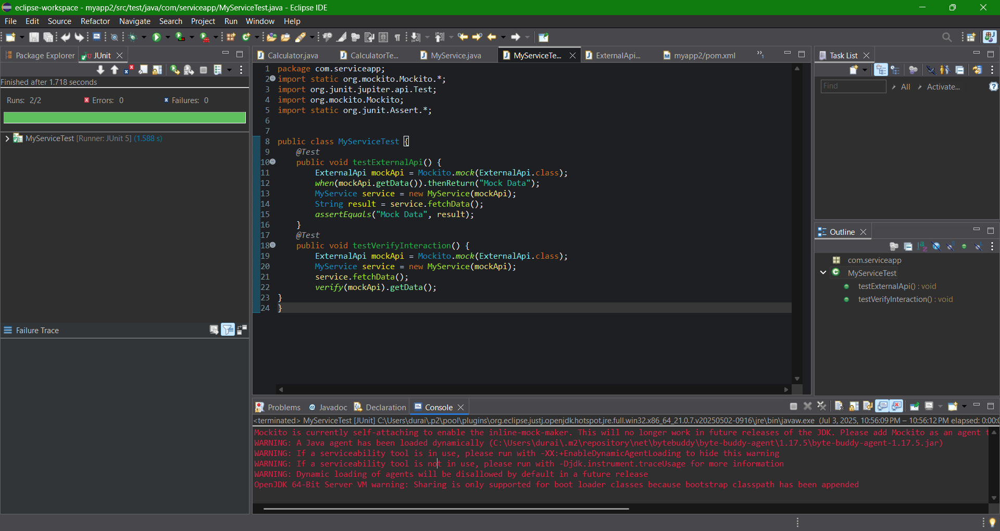 eclipse-workspace - myapp2/src/test/java/com/serviceapp/MyServiceTest.java - Eclipse IDE
File Edit Source Refactor Navigate Search Project Run Window Help
Package Explorer JUnit
Finished after 1.718 seconds
Runs: 2/2 Errors: 0 Failures: 0
MyServiceTest [Runner: JUnit 5] (1.588 s)
Failure Trace
Calculator.java CalculatorTe... MyService.java MyServiceTe... ExternalApi... myapp2/pom.xml »1
1 package com.serviceapp;
2 import static org.mockito.Mockito.*;
3 import org.junit.jupiter.api.Test;
4 import org.mockito.Mockito;
5 import static org.junit.Assert.*;
6
7
8 public class MyServiceTest {
9 @Test
10 public void testExternalApi() {
11 ExternalApi mockApi = Mockito.mock(ExternalApi.class);
12 when(mockApi.getData()).thenReturn("Mock Data");
13 MyService service = new MyService(mockApi);
14 String result = service.fetchData();
15 assertEquals("Mock Data", result);
16 }
17 @Test
18 public void testVerifyInteraction() {
19 ExternalApi mockApi = Mockito.mock(ExternalApi.class);
20 MyService service = new MyService(mockApi);
21 service.fetchData();
22 verify(mockApi).getData();
23 }
24 }
Task List
Find All Activate...
Outline
com.serviceapp
MyServiceTest
testExternalApi() : void
testVerifyInteraction() : void
Problems Javadoc Declaration Console
<terminated> MyServiceTest [JUnit] C:\Users\durai\.p2\pool\plugins\org.eclipse.justj.openjdk.hotspot.jre.full.win32.x86_64_21.0.7.v20250502-0916\jre\bin\javaw.exe (Jul 3, 2025, 10:56:09 PM – 10:56:12 PM elapsed: 0:00:0
Mockito is currently self-attaching to enable the inline-mock-maker. This will no longer work in future releases of the JDK. Please add Mockito as an agent t
WARNING: A Java agent has been loaded dynamically (C:\Users\durai\.m2\repository\net\bytebuddy\byte-buddy-agent\1.17.5\byte-buddy-agent-1.17.5.jar)
WARNING: If a serviceability tool is in use, please run with -XX:+EnableDynamicAgentLoading to hide this warning
WARNING: If a serviceability tool is not in use, please run with -Djdk.instrument.traceUsage for more information
WARNING: Dynamic loading of agents will be disallowed by default in a future release
OpenJDK 64-Bit Server VM warning: Sharing is only supported for boot loader classes because bootstrap classpath has been appended